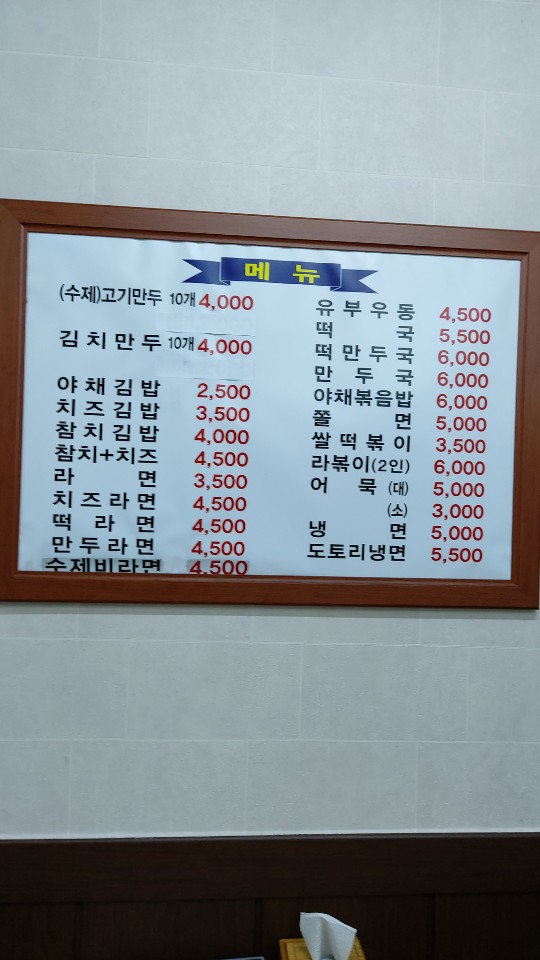 메 뉴
(수제)고기만두 10개 4,000
김치만두 10개 4,000
야채김밥 2,500
치즈김밥 3,500
참치김밥 4,000
참치+치즈 4,500
라 면 3,500
치즈라면 4,500
떡 라 면 4,500
만두라면 4,500
수제비라면 4,500
유부우동 4,500
떡 국 5,500
떡만두국 6,000
만 두 국 6,000
야채볶음밥 6,000
쫄 면 5,000
쌀떡볶이 3,500
라볶이(2인) 6,000
어 묵 (대) 5,000
(소) 3,000
냉 면 5,000
도토리냉면 5,500